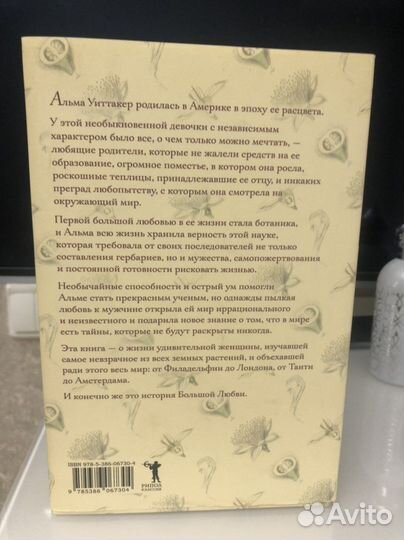 Альма Уиттакер родилась в Америке в эпоху ее расцвета.
У этой необыкновенной девочки с независимым
характером было все, о чем только можно мечтать, –
любящие родители, которые не жалели средств на ее
образование, огромное поместье, в котором она росла,
роскошные теплицы, принадлежавшие ее отцу, и никаких
преград любопытству, с которым она смотрела на
окружающий мир.
Первой большой любовью в ее жизни стала ботаника,
и Альма всю жизнь хранила верность этой науке,
которая требовала от своих последователей не только
составления гербариев, но и мужества, самопожертвования
и постоянной готовности рисковать жизнью.
Необычайные способности и острый ум помогли
Альме стать прекрасным ученым, но однажды пылкая
любовь к мужчине открыла ей мир иррационального
и неизвестного и подарила новое знание о том, что в мире
есть тайны, которые не будут раскрыты никогда.
Эта книга – о жизни удивительной женщины, изучавшей
самое невзрачное из всех земных растений, и объехавшей
ради этого весь мир: от Филадельфии до Лондона, от Таити
до Амстердама.
И конечно же это история Большой Любви.
ISBN 978-5-386-06730-4
9 785386 067304
РИПОЛ
КЛАССИК
Avito